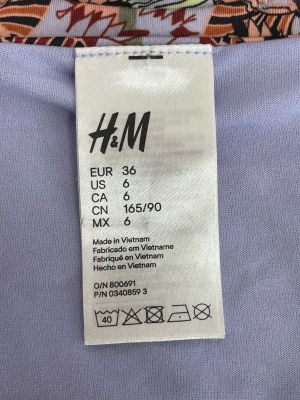 H&M
EUR 36
US 6
CA 6
CN 165/90
MX 6
Made in Vietnam
Fabricado em Vietname
Fabriqué en Vietnam
Hecho en Vietnam
O/N 800691
P/N 0340859 3
40